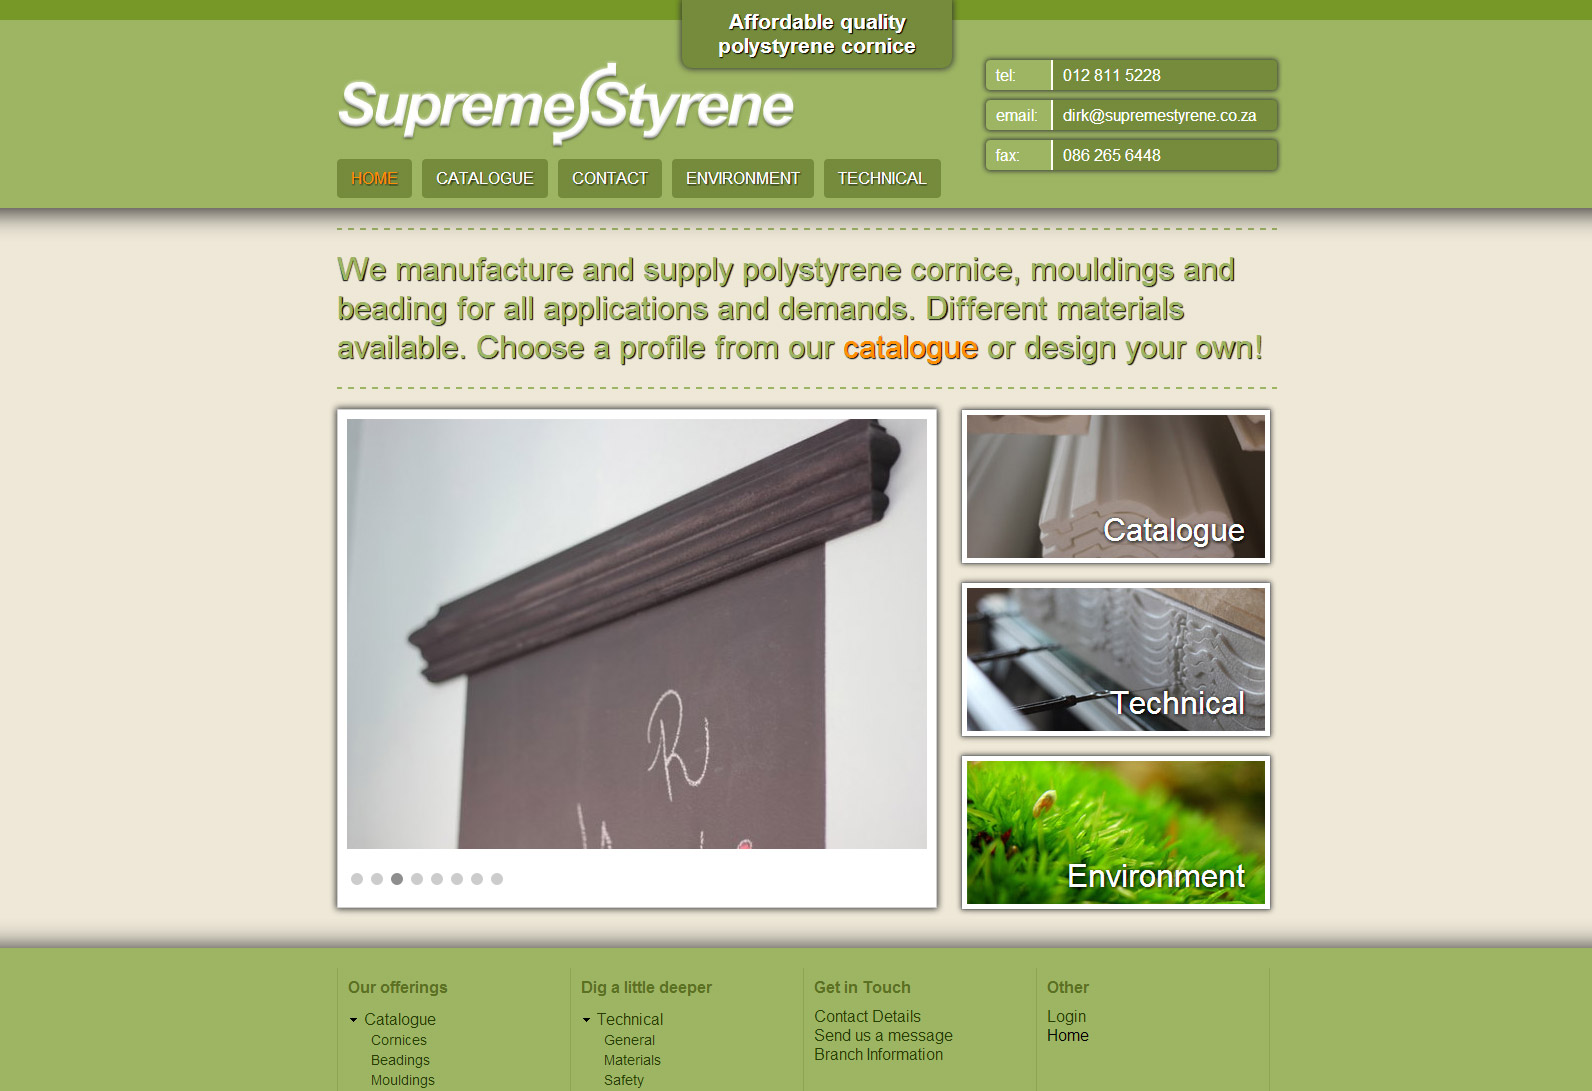 Affordable quality
polystyrene cornice
Supreme Styrene
tel: 012 811 5228
email: dirk@supremestyrene.co.za
fax: 086 265 6448
HOME CATALOGUE CONTACT ENVIRONMENT TECHNICAL
We manufacture and supply polystyrene cornice, mouldings and
beading for all applications and demands. Different materials
available. Choose a profile from our catalogue or design your own!
R
Catalogue
Technical
Environment
Our offerings
Catalogue
Cornices
Beadings
Mouldings
Dig a little deeper
Technical
General
Materials
Safety
Get in Touch
Contact Details
Send us a message
Branch Information
Other
Login
Home